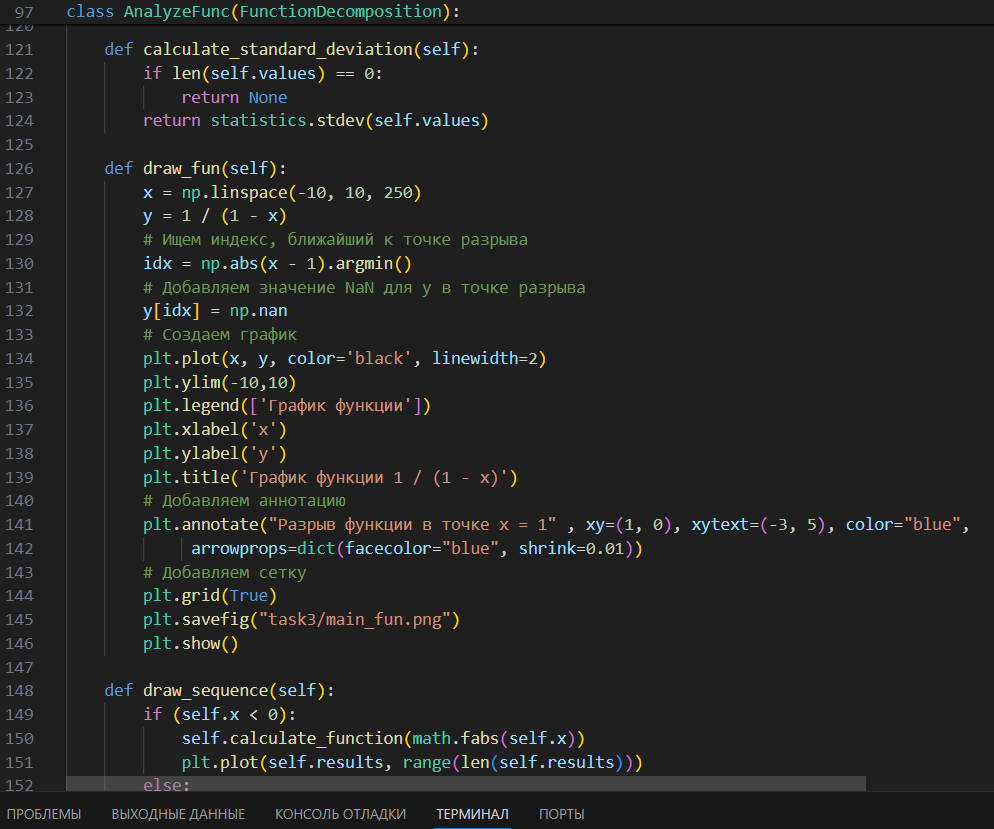 97 class AnalyzeFunc(FunctionDecomposition):
120
121 def calculate_standard_deviation(self):
122 if len(self.values) == 0:
123 return None
124 return statistics.stdev(self.values)
125
126 def draw_fun(self):
127 x = np.linspace(-10, 10, 250)
128 y = 1 / (1 - x)
129 # Ищем индекс, ближайший к точке разрыва
130 idx = np.abs(x - 1).argmin()
131 # Добавляем значение NaN для y в точке разрыва
132 y[idx] = np.nan
133 # Создаем график
134 plt.plot(x, y, color='black', linewidth=2)
135 plt.ylim(-10,10)
136 plt.legend(['График функции'])
137 plt.xlabel('x')
138 plt.ylabel('y')
139 plt.title('График функции 1 / (1 - x)')
140 # Добавляем аннотацию
141 plt.annotate("Разрыв функции в точке x = 1" , xy=(1, 0), xytext=(-3, 5), color="blue",
142 arrowprops=dict(facecolor="blue", shrink=0.01))
143 # Добавляем сетку
144 plt.grid(True)
145 plt.savefig("task3/main_fun.png")
146 plt.show()
147
148 def draw_sequence(self):
149 if (self.x < 0):
150 self.calculate_function(math.fabs(self.x))
151 plt.plot(self.results, range(len(self.results)))
152 else:
ПРОБЛЕМЫ ВЫХОДНЫЕ ДАННЫЕ КОНСОЛЬ ОТЛАДКИ ТЕРМИНАЛ ПОРТЫ